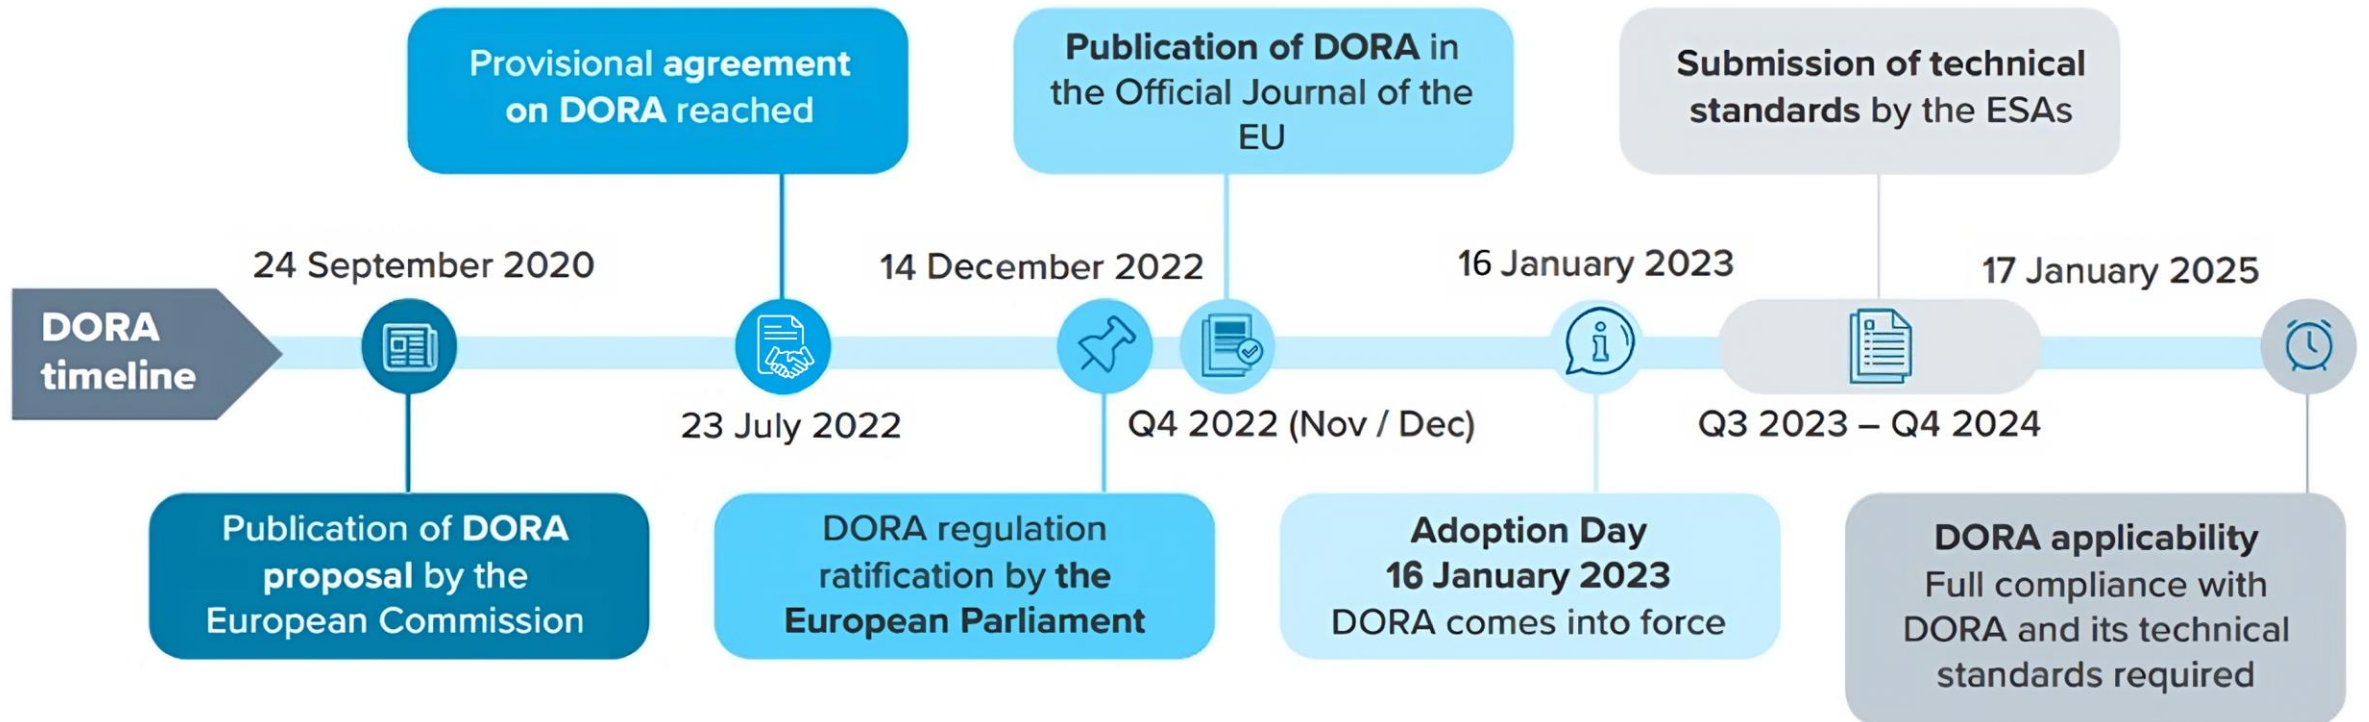 DORA
timeline
24 September 2020
Publication of DORA
proposal by the
European Commission
Provisional agreement
on DORA reached
23 July 2022
14 December 2022
DORA regulation
ratification by the
European Parliament
Publication of DORA in
the Official Journal of the
EU
Q4 2022 (Nov / Dec)
16 January 2023
Adoption Day
16 January 2023
DORA comes into force
Submission of technical
standards by the ESAs
Q3 2023 – Q4 2024
17 January 2025
DORA applicability
Full compliance with
DORA and its technical
standards required